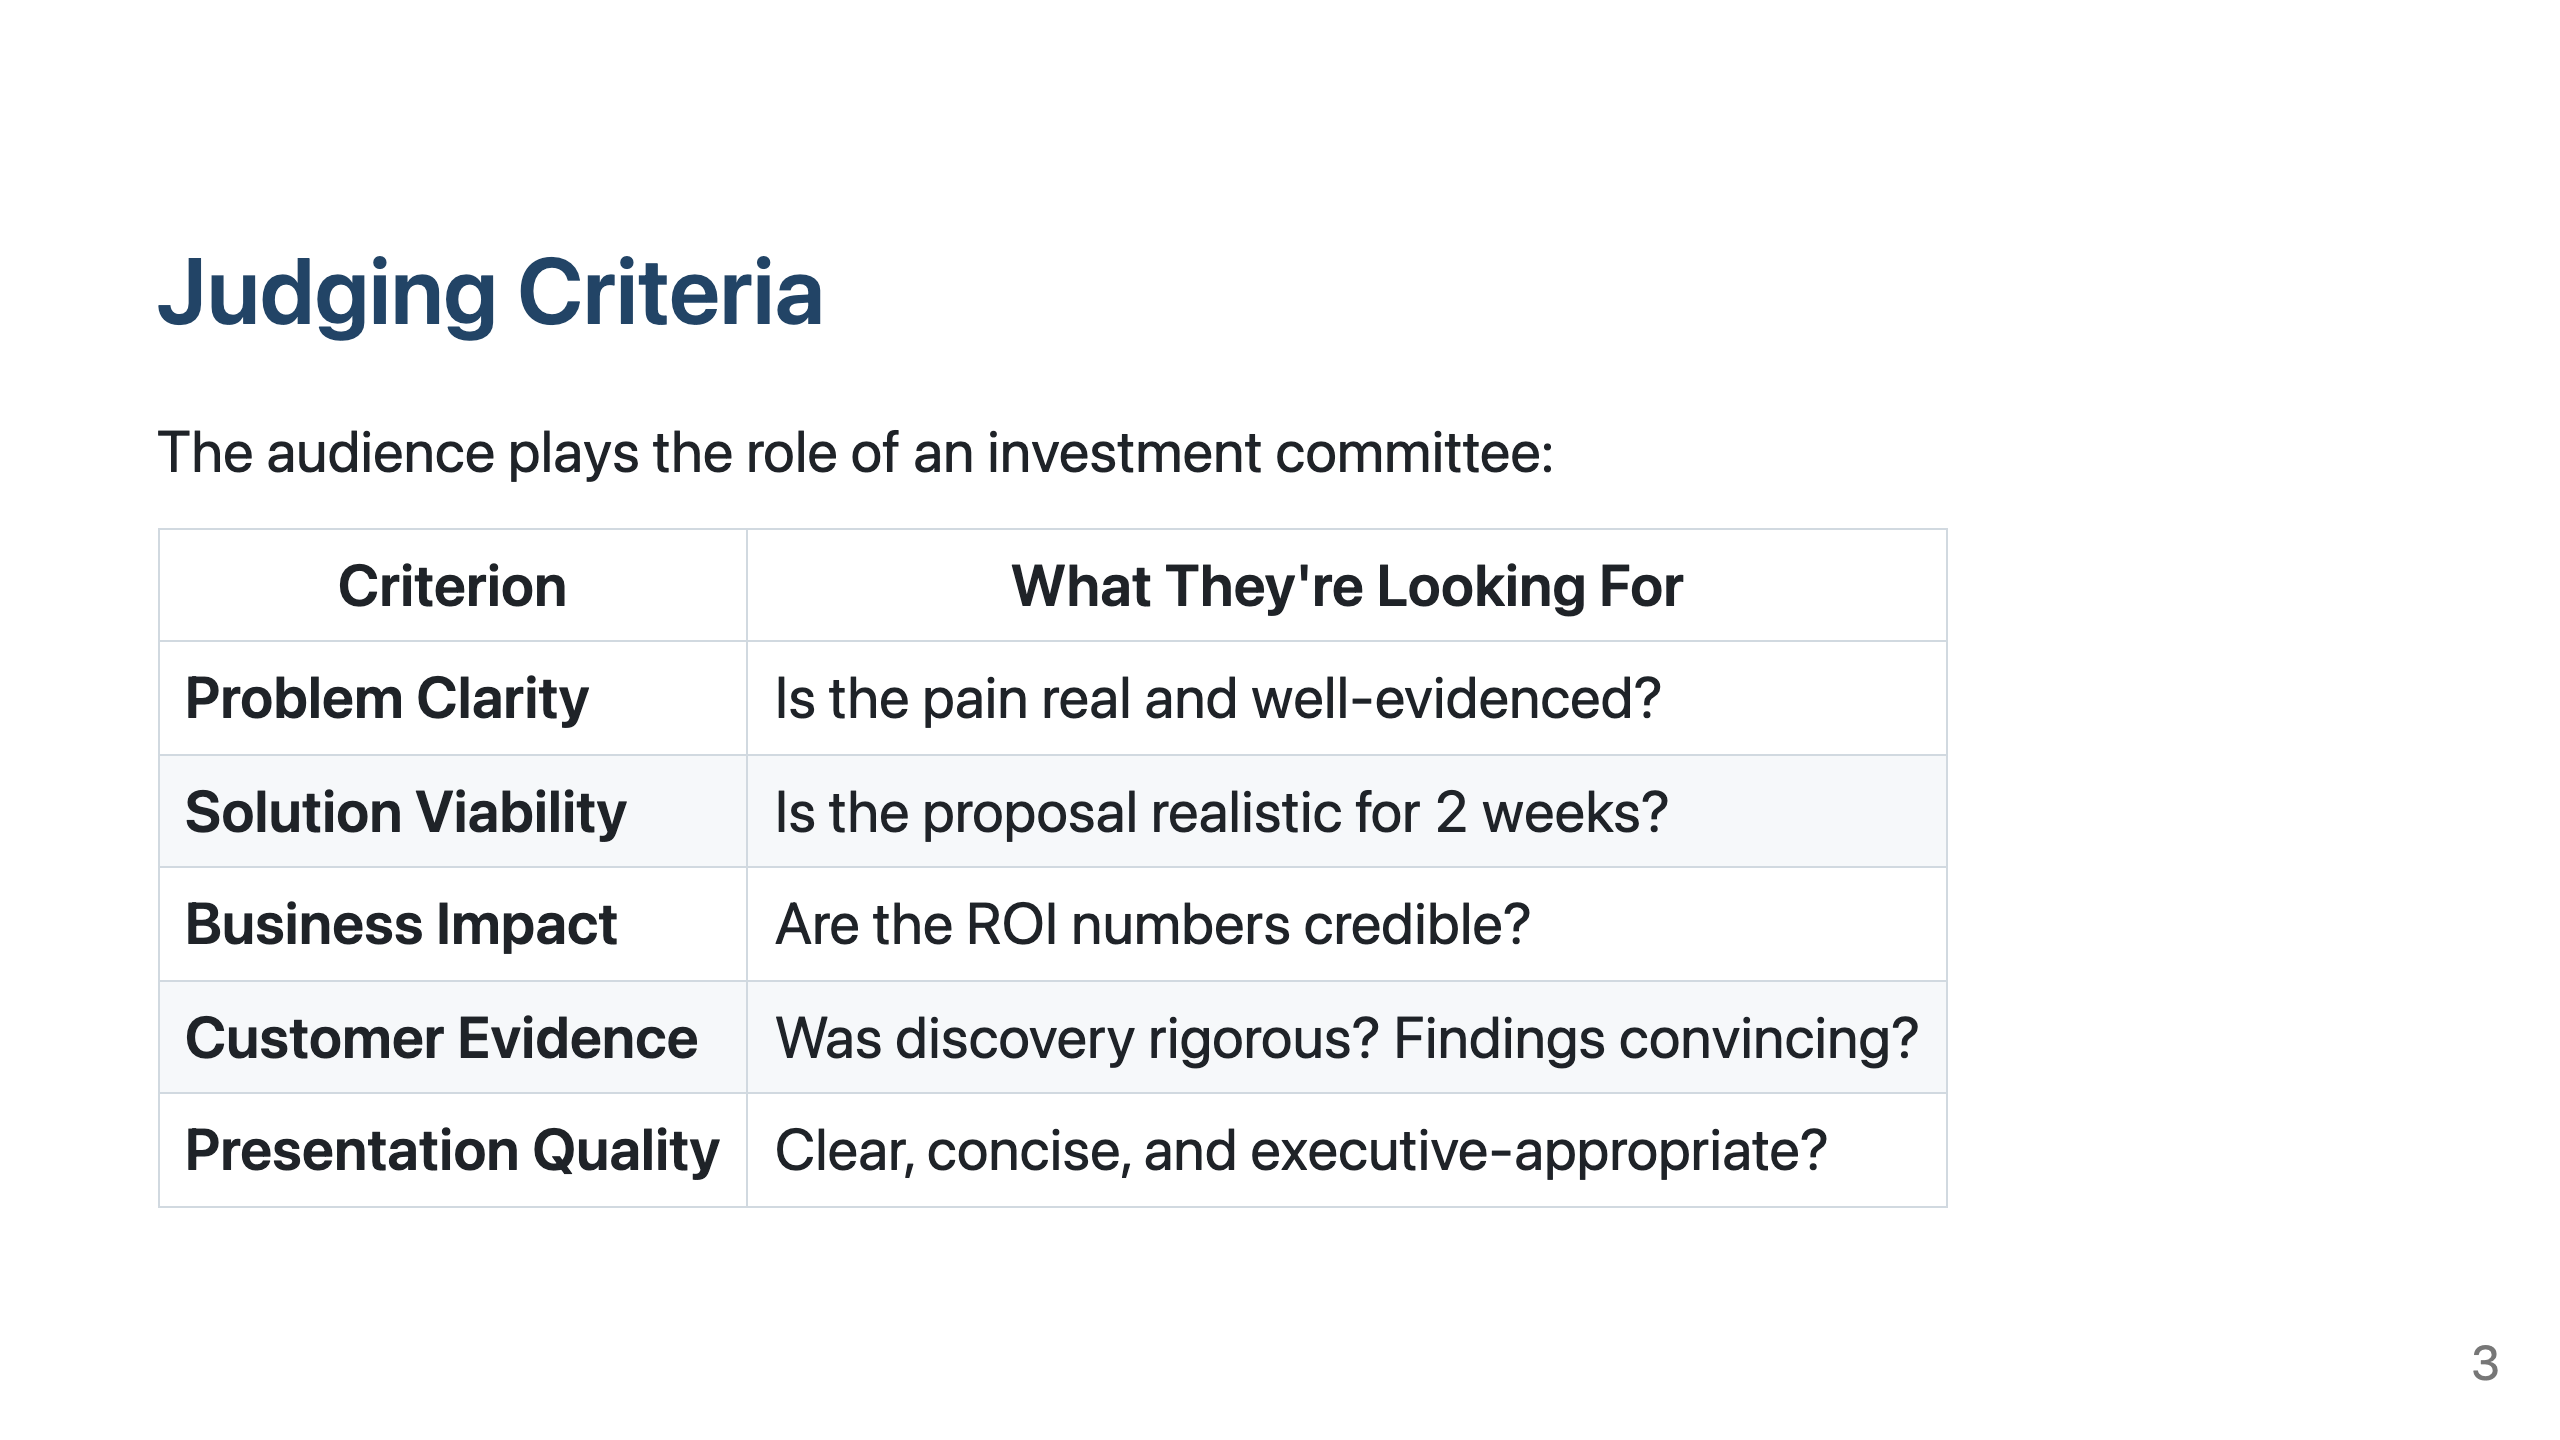 Judging Criteria
The audience plays the role of an investment committee:
Criterion What They're Looking For
Problem Clarity Is the pain real and well-evidenced?
Solution Viability Is the proposal realistic for 2 weeks?
Business Impact Are the ROI numbers credible?
Customer Evidence Was discovery rigorous? Findings convincing?
Presentation Quality Clear, concise, and executive-appropriate?
3